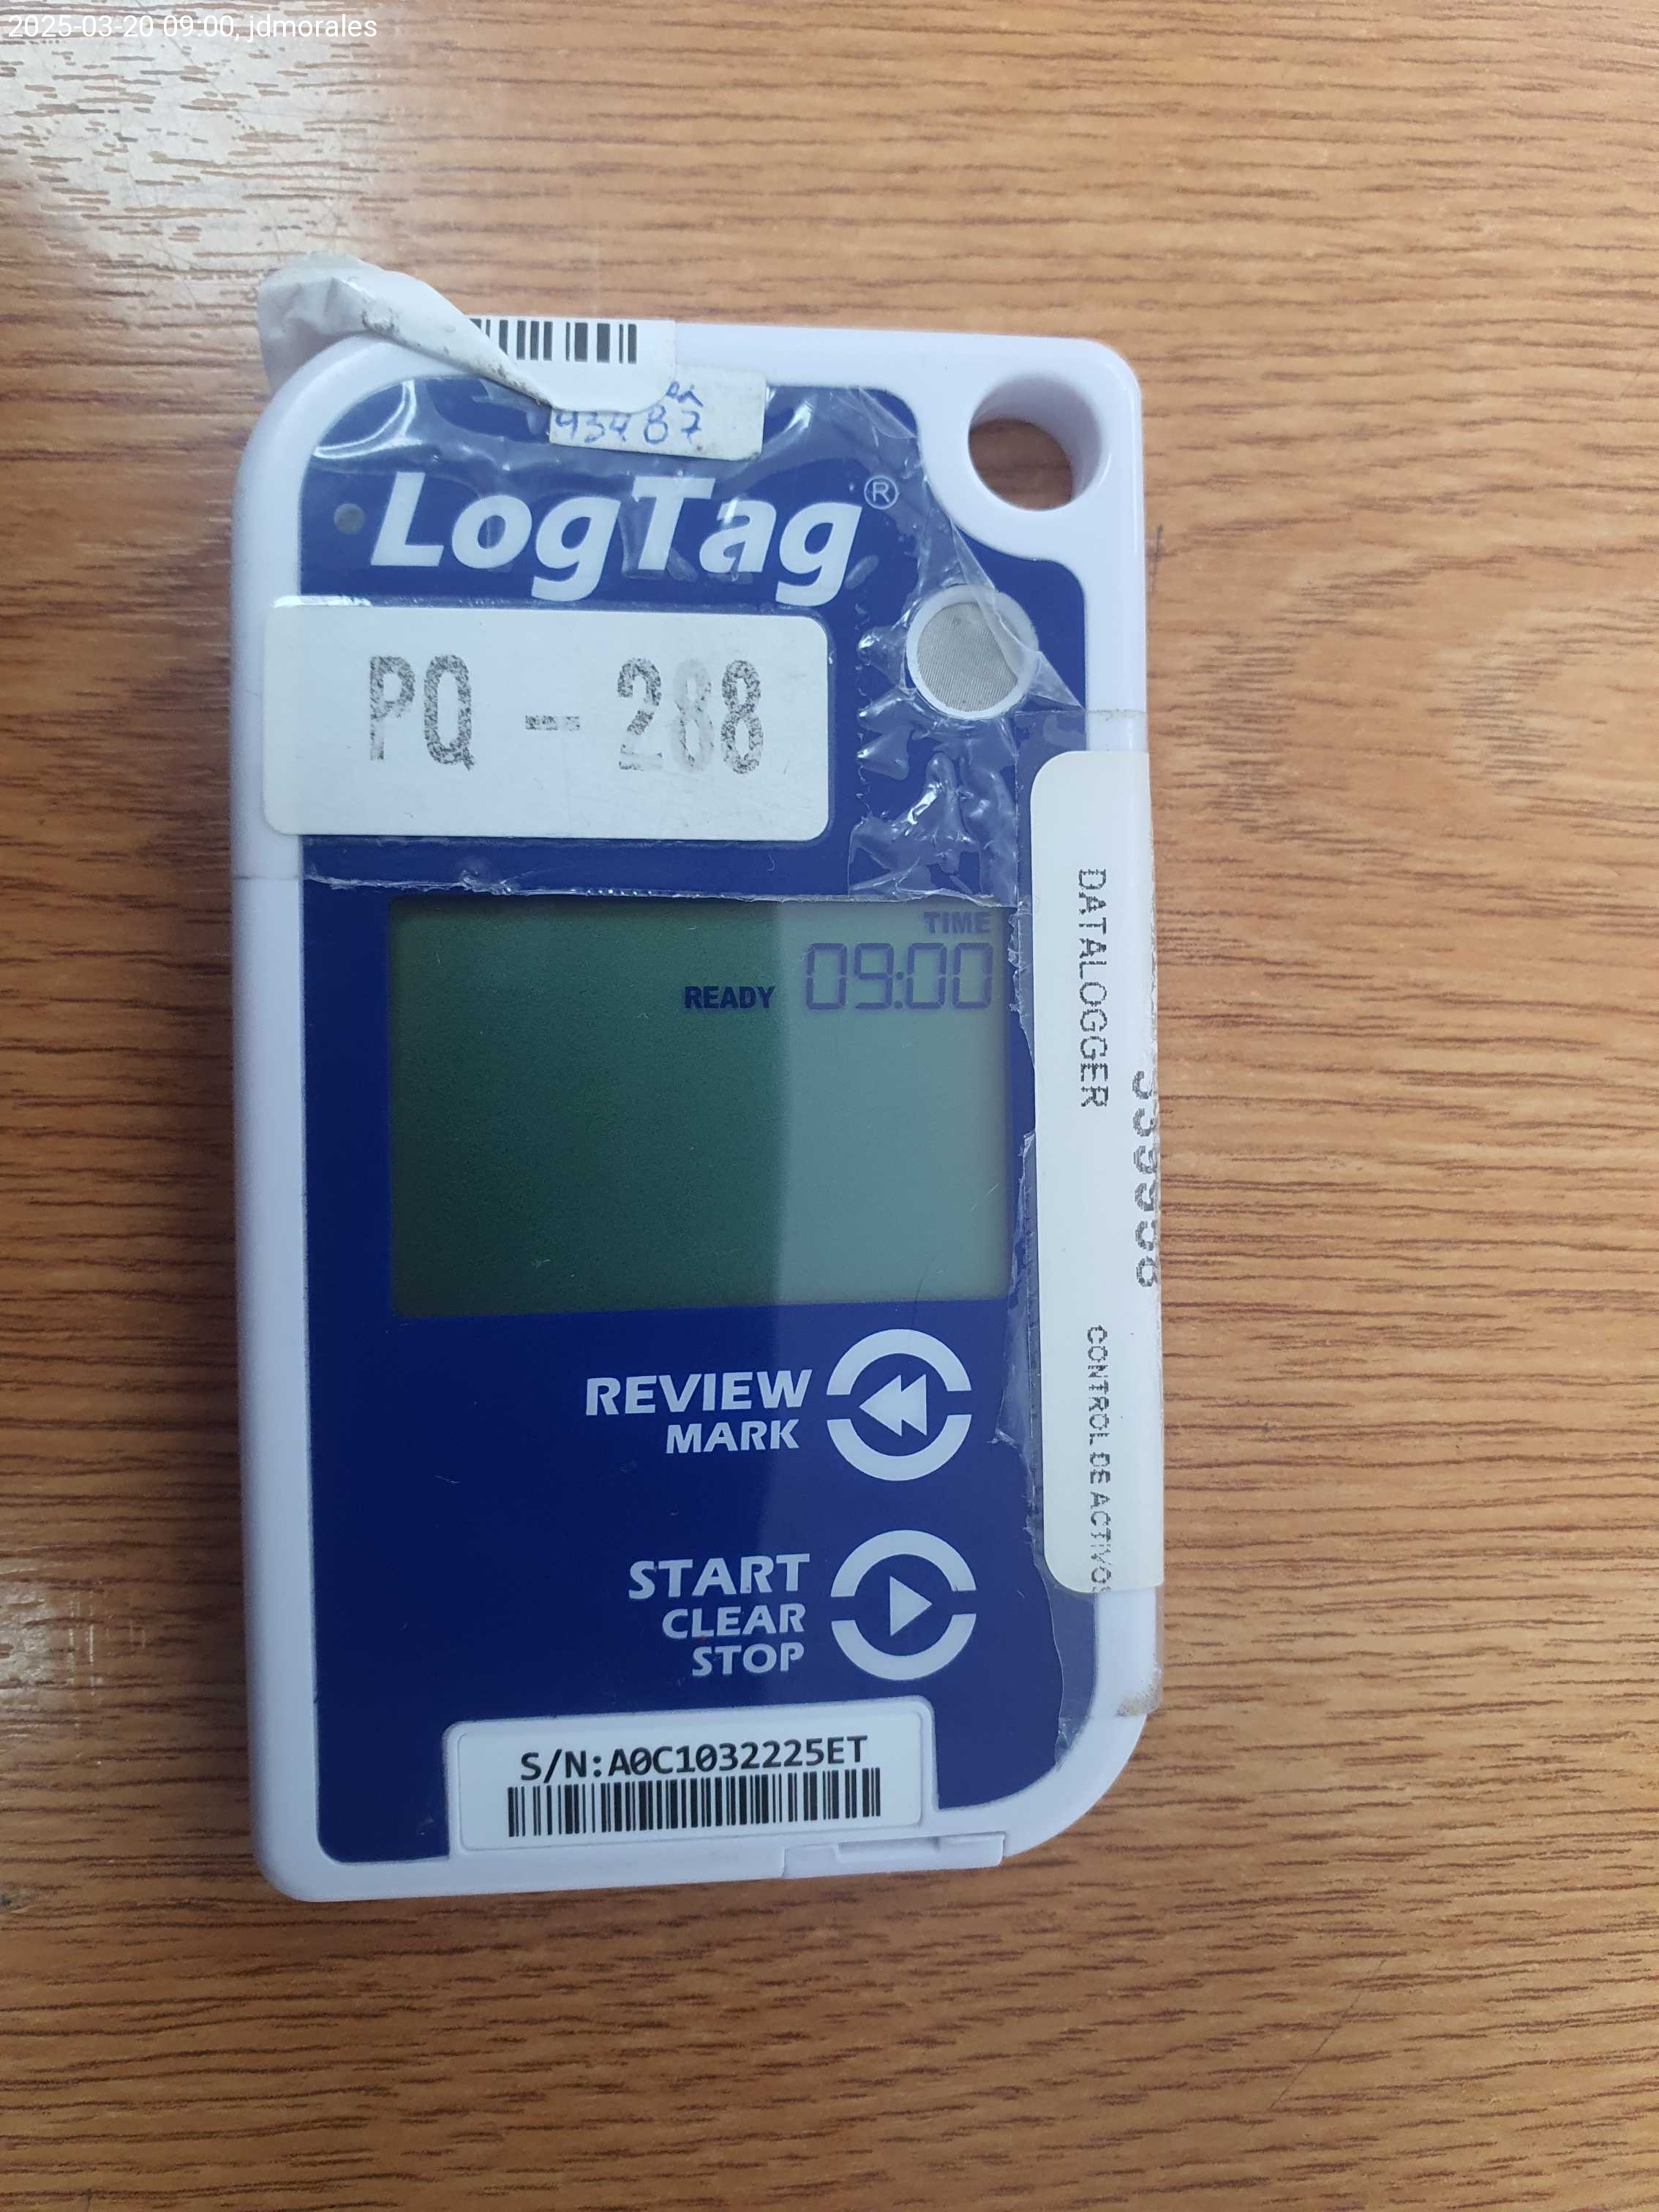 2025-03-20 09:00, jdmorales
93487
LogTag®
PQ -- 288
TIME
09:00
READY
DATALOGGER
CONTROL DE ACTIVOS
REVIEW
MARK
START
CLEAR
STOP
S/N:A0C1032225ET